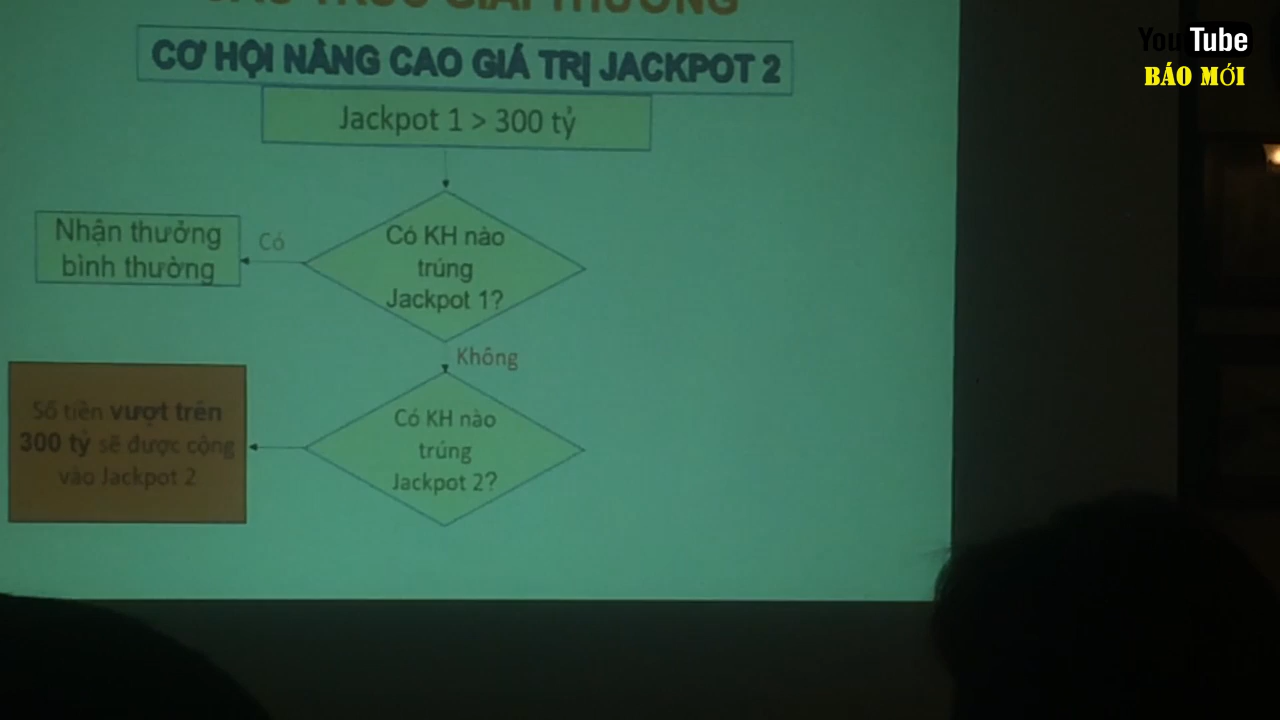 GIẢI THƯỞNG
CƠ HỘI NÂNG CAO GIÁ TRỊ JACKPOT 2
Jackpot 1 > 300 tỷ
Nhận thưởng
bình thường
Có
Có KH nào
trúng
Jackpot 1?
Không
Số tiền vượt trên
300 tỷ sẽ được cộng
vào Jackpot 2
Có KH nào
trúng
Jackpot 2?
YouTube
BÁO MỚI